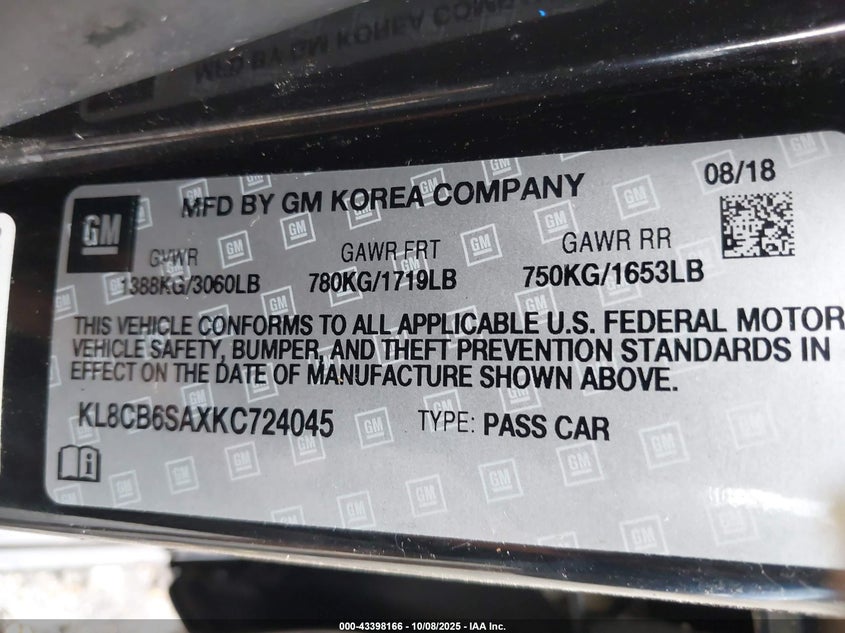 MFD BY GM KOREA COMPANY
08/18
GM
GVWR
GAWR FRT
GAWR RR
1388KG/3060LB
780KG/1719LB
750KG/1653LB
THIS VEHICLE CONFORMS TO ALL APPLICABLE U.S. FEDERAL MOTOR
VEHICLE SAFETY, BUMPER, AND THEFT PREVENTION STANDARDS IN
EFFECT ON THE DATE OF MANUFACTURE SHOWN ABOVE.
KL8CB6SAXKC724045
TYPE: PASS CAR
000-43398166 - 10/08/2025 - IAA Inc.